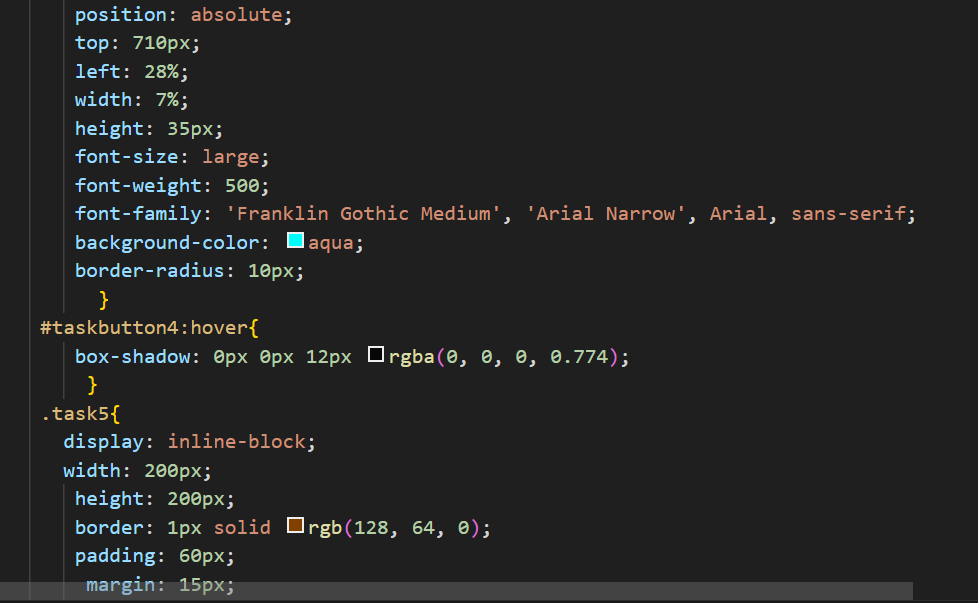 position: absolute;
top: 710px;
left: 28%;
width: 7%;
height: 35px;
font-size: large;
font-weight: 500;
font-family: 'Franklin Gothic Medium', 'Arial Narrow', Arial, sans-serif;
background-color: aqua;
border-radius: 10px;
}
#taskbutton4:hover{
box-shadow: 0px 0px 12px rgba(0, 0, 0, 0.774);
}
.task5{
display: inline-block;
width: 200px;
height: 200px;
border: 1px solid rgb(128, 64, 0);
padding: 60px;
margin: 15px;